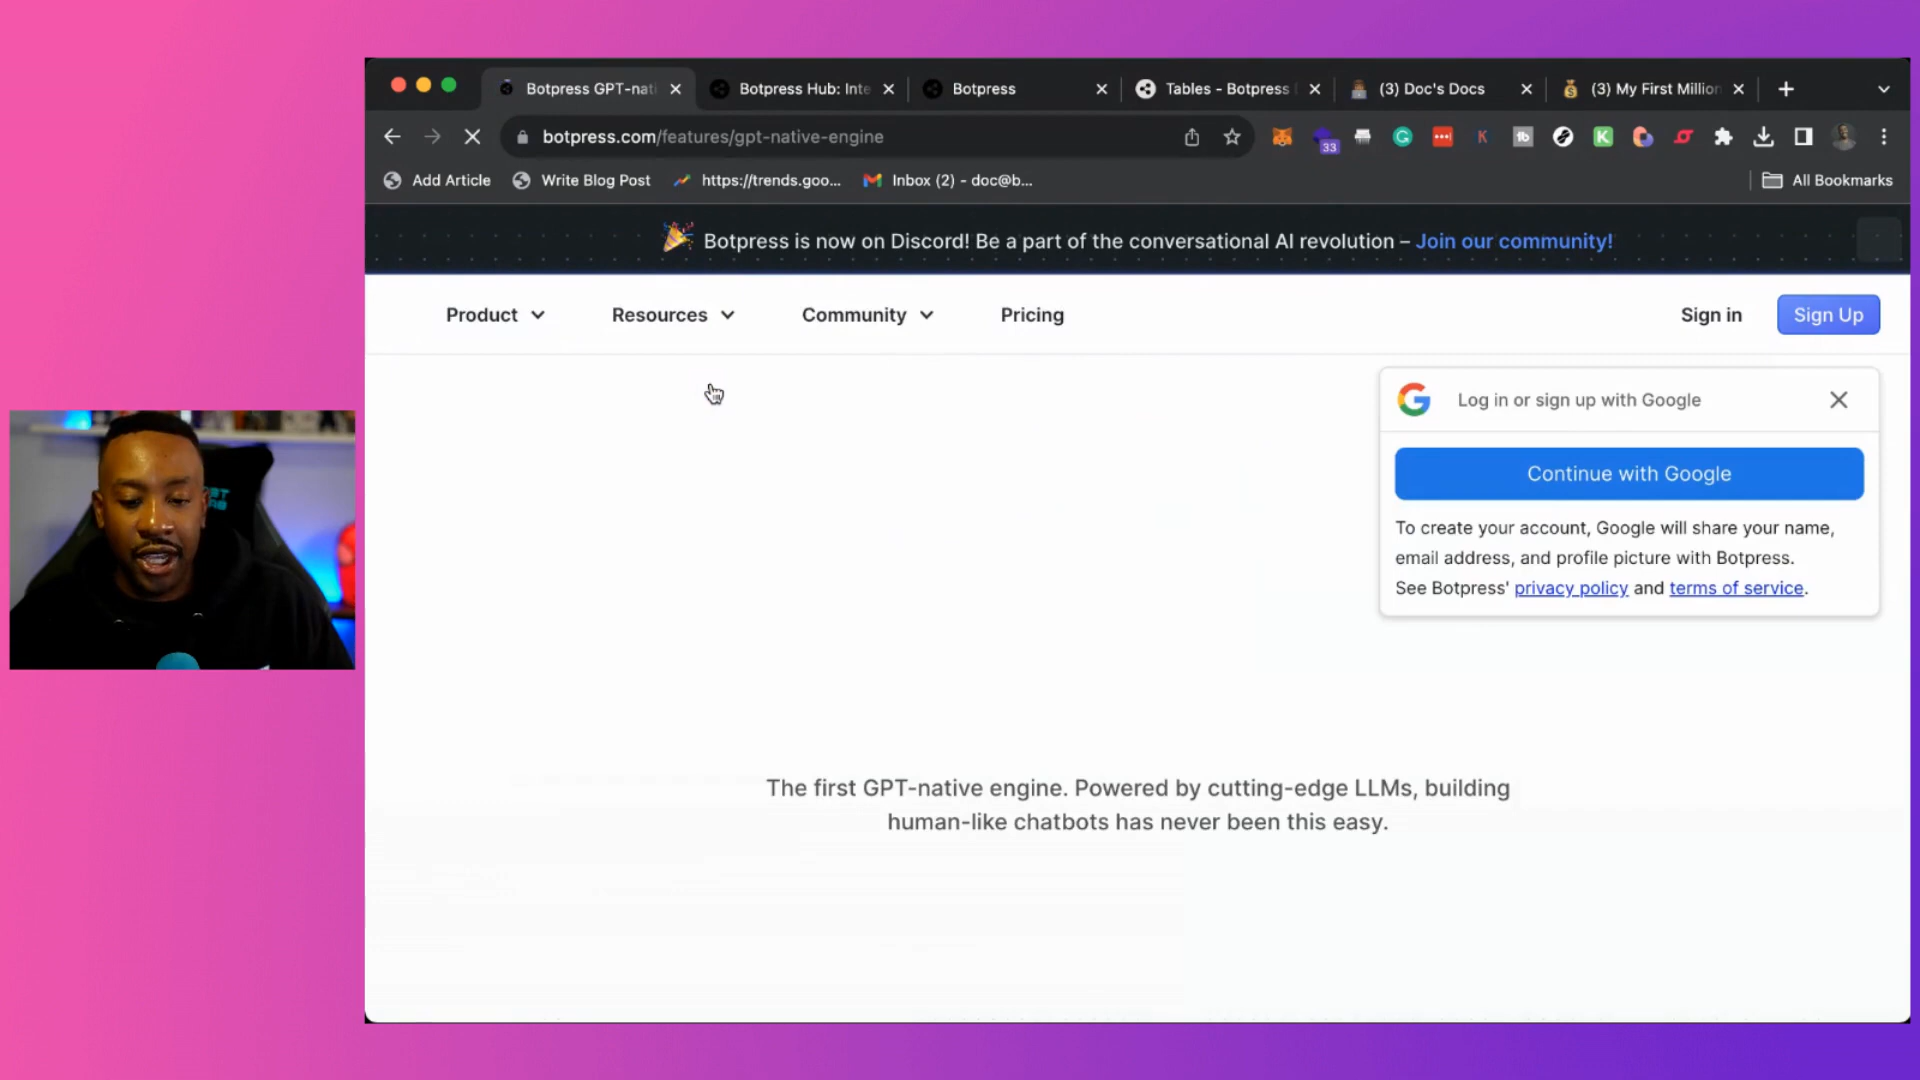 Botpress GPT-nati
Botpress Hub: Inte
Botpress
Tables - Botpress
(3) Doc's Docs
(3) My First Million
botpress.com/features/gpt-native-engine
33
Add Article
Write Blog Post
https://trends.goo...
Inbox (2) - doc@b...
All Bookmarks
Botpress is now on Discord! Be a part of the conversational AI revolution – Join our community!
Product
Resources
Community
Pricing
Sign in
Sign Up
Log in or sign up with Google
Continue with Google
To create your account, Google will share your name,
email address, and profile picture with Botpress.
See Botpress' privacy policy and terms of service.
The first GPT-native engine. Powered by cutting-edge LLMs, building
human-like chatbots has never been this easy.